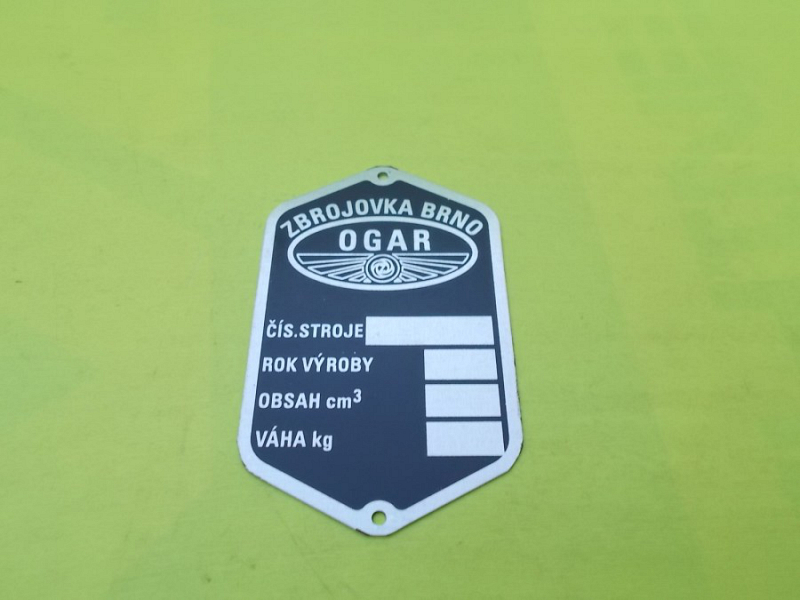 ZBROJOVKA BRNO
OGAR
ČÍS.STROJE
ROK VÝROBY
OBSAH cm³
VÁHA kg